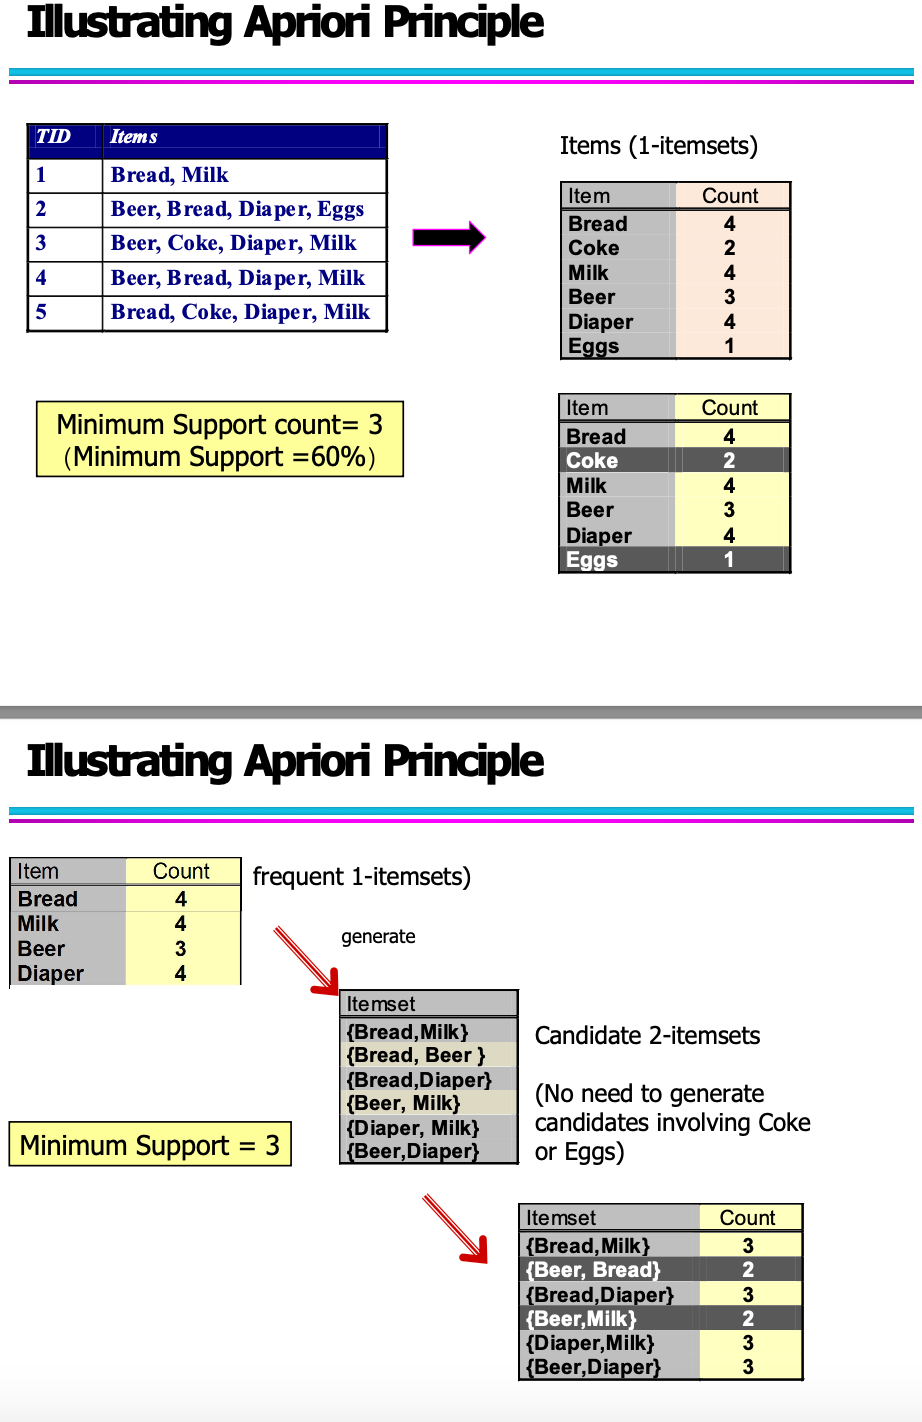 Illustrating Apriori Principle
TID Items
1 Bread, Milk
2 Beer, Bread, Diaper, Eggs
3 Beer, Coke, Diaper, Milk
4 Beer, Bread, Diaper, Milk
5 Bread, Coke, Diaper, Milk
Items (1-itemsets)
Item Count
Bread 4
Coke 2
Milk 4
Beer 3
Diaper 4
Eggs 1
Minimum Support count= 3
(Minimum Support =60%)
Item Count
Bread 4
Coke 2
Milk 4
Beer 3
Diaper 4
Eggs 1
Illustrating Apriori Principle
Item Count
Bread 4
Milk 4
Beer 3
Diaper 4
frequent 1-itemsets)
generate
Itemset
{Bread,Milk}
{Bread, Beer }
{Bread,Diaper}
{Beer, Milk}
{Diaper, Milk}
{Beer,Diaper}
Candidate 2-itemsets
(No need to generate
candidates involving Coke
or Eggs)
Minimum Support = 3
Itemset Count
{Bread,Milk} 3
{Beer, Bread} 2
{Bread,Diaper} 3
{Beer,Milk} 2
{Diaper,Milk} 3
{Beer,Diaper} 3